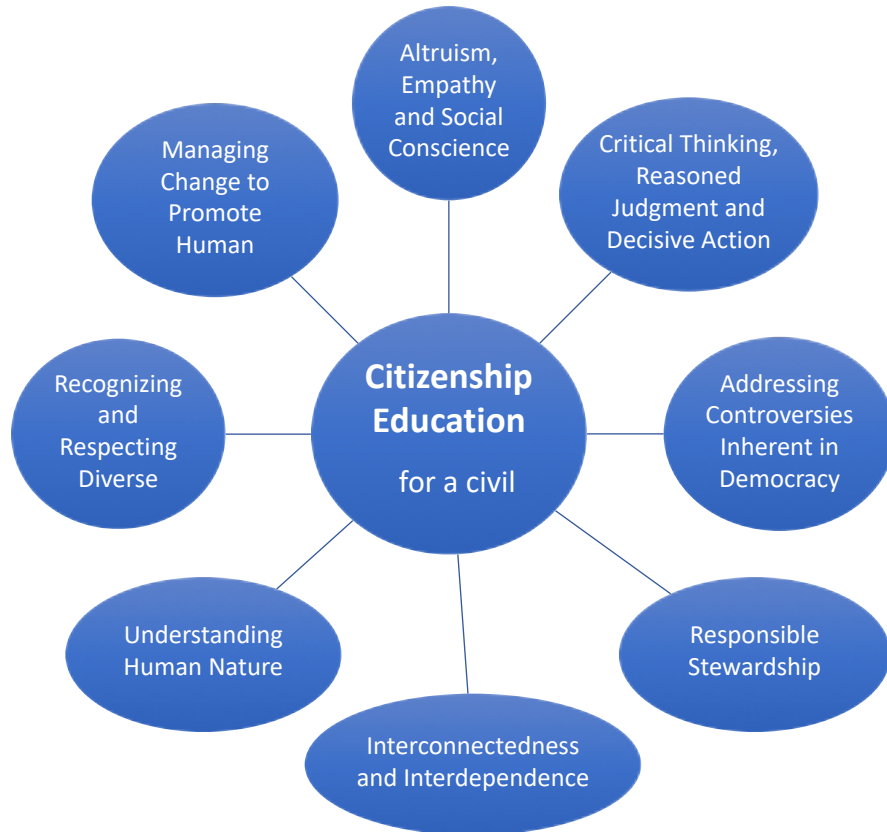 Altruism,
Empathy
and Social
Conscience
Critical Thinking,
Reasoned
Judgment and
Decisive Action
Addressing
Controversies
Inherent in
Democracy
Responsible
Stewardship
Interconnectedness
and Interdependence
Understanding
Human Nature
Recognizing
and
Respecting
Diverse
Managing
Change to
Promote
Human
Citizenship
Education
for a civil